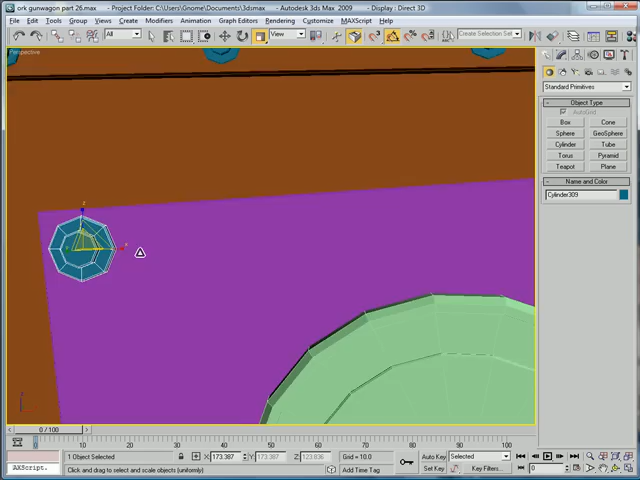 ork gunwagon part 26.max - Project Folder: C:\Users\Gnome\Documents\3dsmax - Autodesk 3ds Max 2009 - Display: Direct 3D
File Edit Tools Group Views Create Modifiers Animation Graph Editors Rendering Customize MAXScript Help
All View Create Selection Set
Perspective
Standard Primitives
Object Type
AutoGrid
Box Cone
Sphere GeoSphere
Cylinder Tube
Torus Pyramid
Teapot Plane
Name and Color
Cylinder309
0 / 100
0 10 20 30 40 50 60 70 80 90 100
1 Object Selected X: 173.387 Y: 173.387 Z: 123.836 Grid = 10.0 Auto Key Selected
AXScript. Click and drag to select and scale objects (uniformly) Add Time Tag Set Key Key Filters... 0